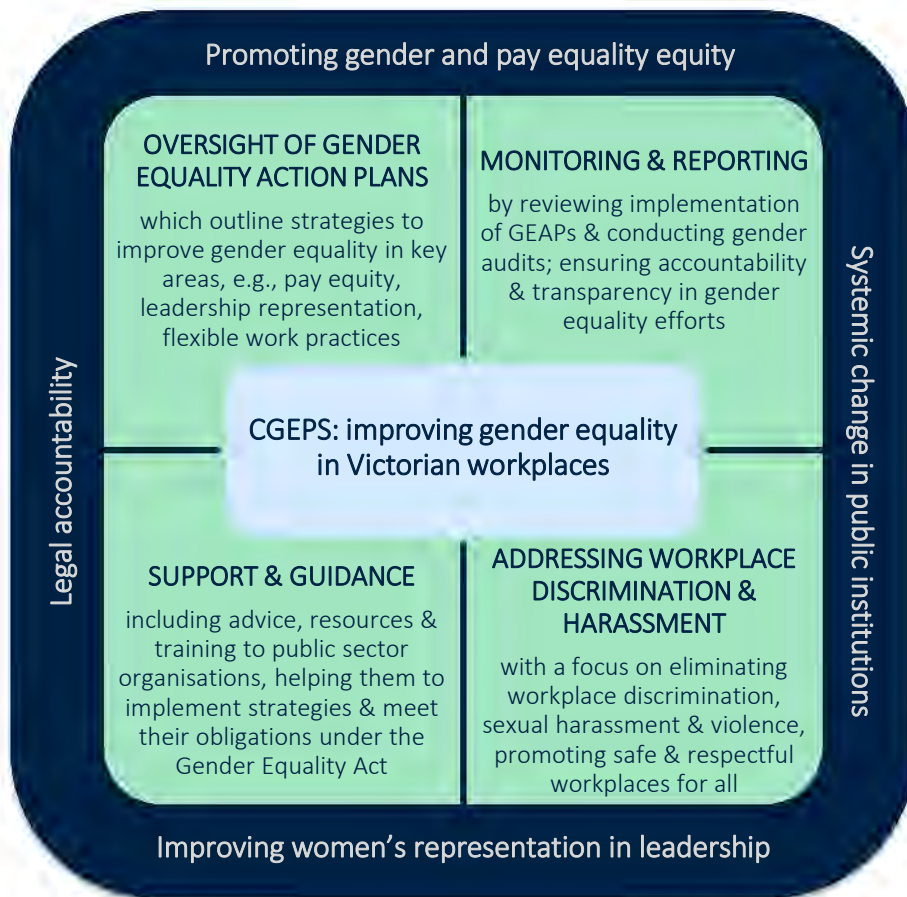 Promoting gender and pay equality equity
OVERSIGHT OF GENDER
EQUALITY ACTION PLANS
which outline strategies to
improve gender equality in key
areas, e.g., pay equity,
leadership representation,
flexible work practices
MONITORING & REPORTING
by reviewing implementation
of GEAPs & conducting gender
audits; ensuring accountability
& transparency in gender
equality efforts
Legal accountability
CGEPS: improving gender equality
in Victorian workplaces
Systemic change in public institutions
SUPPORT & GUIDANCE
including advice, resources &
training to public sector
organisations, helping them to
implement strategies & meet
their obligations under the
Gender Equality Act
ADDRESSING WORKPLACE
DISCRIMINATION &
HARASSMENT
with a focus on eliminating
workplace discrimination,
sexual harassment & violence,
promoting safe & respectful
workplaces for all
Improving women’s representation in leadership